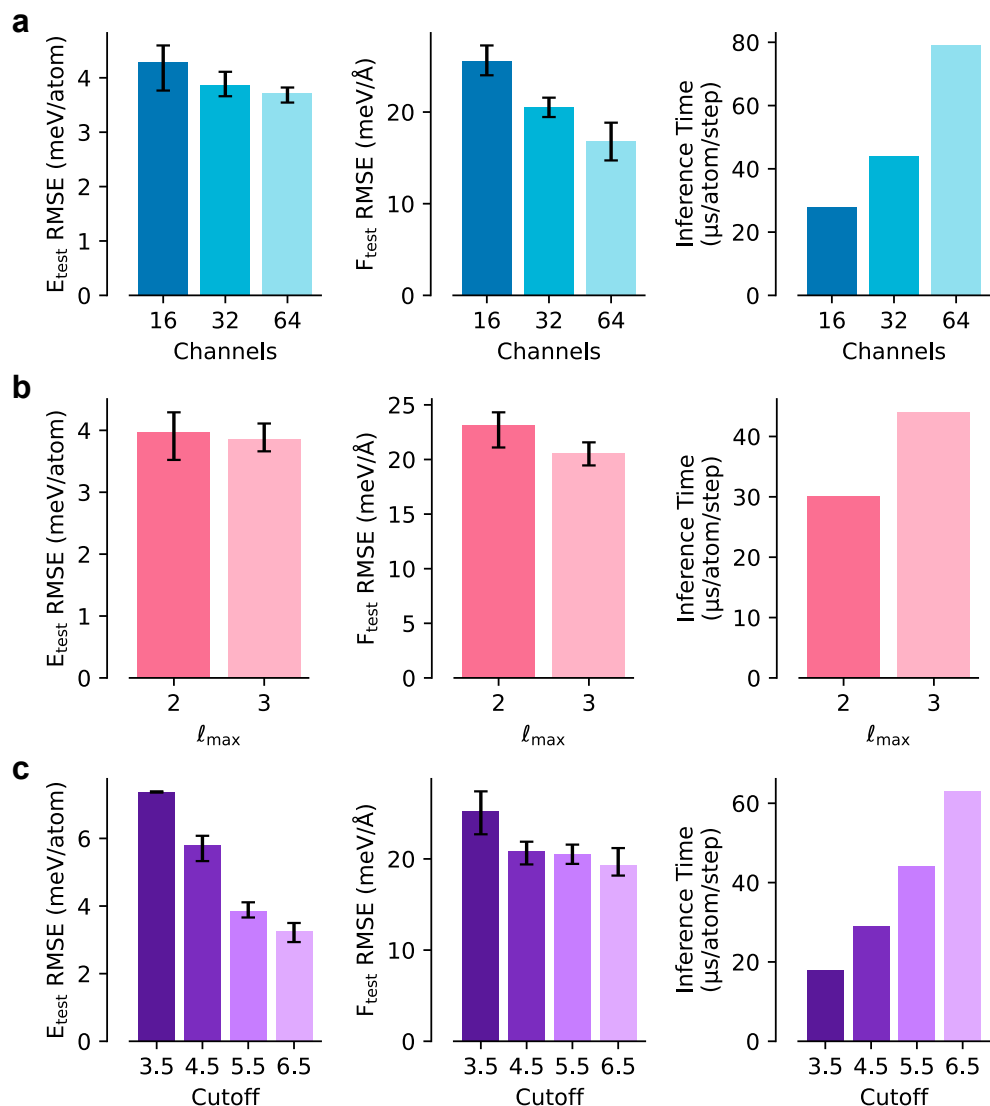 a
E_test RMSE (meV/atom)
4
3
2
1
0
16 32 64
Channels
F_test RMSE (meV/Å)
20
10
0
16 32 64
Channels
Inference Time
(µs/atom/step)
80
60
40
20
0
16 32 64
Channels
b
E_test RMSE (meV/atom)
4
3
2
1
0
2 3
ℓ_max
F_test RMSE (meV/Å)
25
20
15
10
5
0
2 3
ℓ_max
Inference Time
(µs/atom/step)
40
30
20
10
0
2 3
ℓ_max
c
E_test RMSE (meV/atom)
6
4
2
0
3.5 4.5 5.5 6.5
Cutoff
F_test RMSE (meV/Å)
20
10
0
3.5 4.5 5.5 6.5
Cutoff
Inference Time
(µs/atom/step)
60
40
20
0
3.5 4.5 5.5 6.5
Cutoff